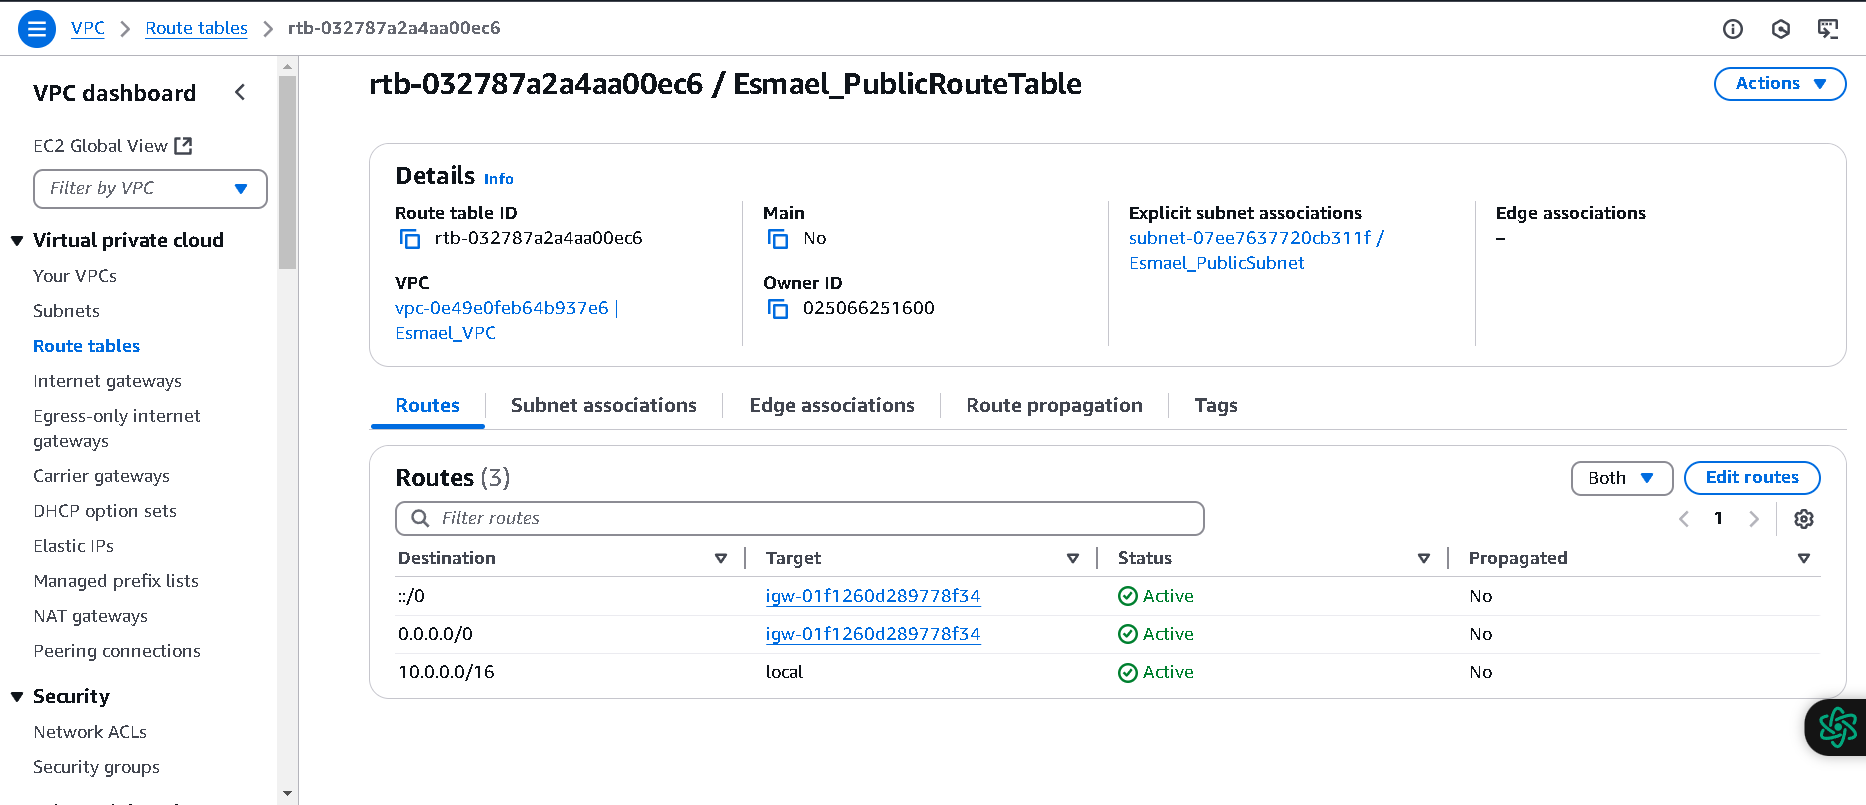 VPC > Route tables > rtb-032787a2a4aa00ec6
VPC dashboard
EC2 Global View
Filter by VPC
Virtual private cloud
Your VPCs
Subnets
Route tables
Internet gateways
Egress-only internet
gateways
Carrier gateways
DHCP option sets
Elastic IPs
Managed prefix lists
NAT gateways
Peering connections
Security
Network ACLs
Security groups
rtb-032787a2a4aa00ec6 / Esmael_PublicRouteTable
Actions
Details Info
Route table ID
rtb-032787a2a4aa00ec6
VPC
vpc-0e49e0feb64b937e6 |
Esmael_VPC
Main
No
Owner ID
025066251600
Explicit subnet associations
subnet-07ee7637720cb311f /
Esmael_PublicSubnet
Edge associations
–
Routes Subnet associations Edge associations Route propagation Tags
Routes (3)
Both Edit routes
Filter routes
1
Destination Target Status Propagated
::/0 igw-01f1260d289778f34 Active No
0.0.0.0/0 igw-01f1260d289778f34 Active No
10.0.0.0/16 local Active No